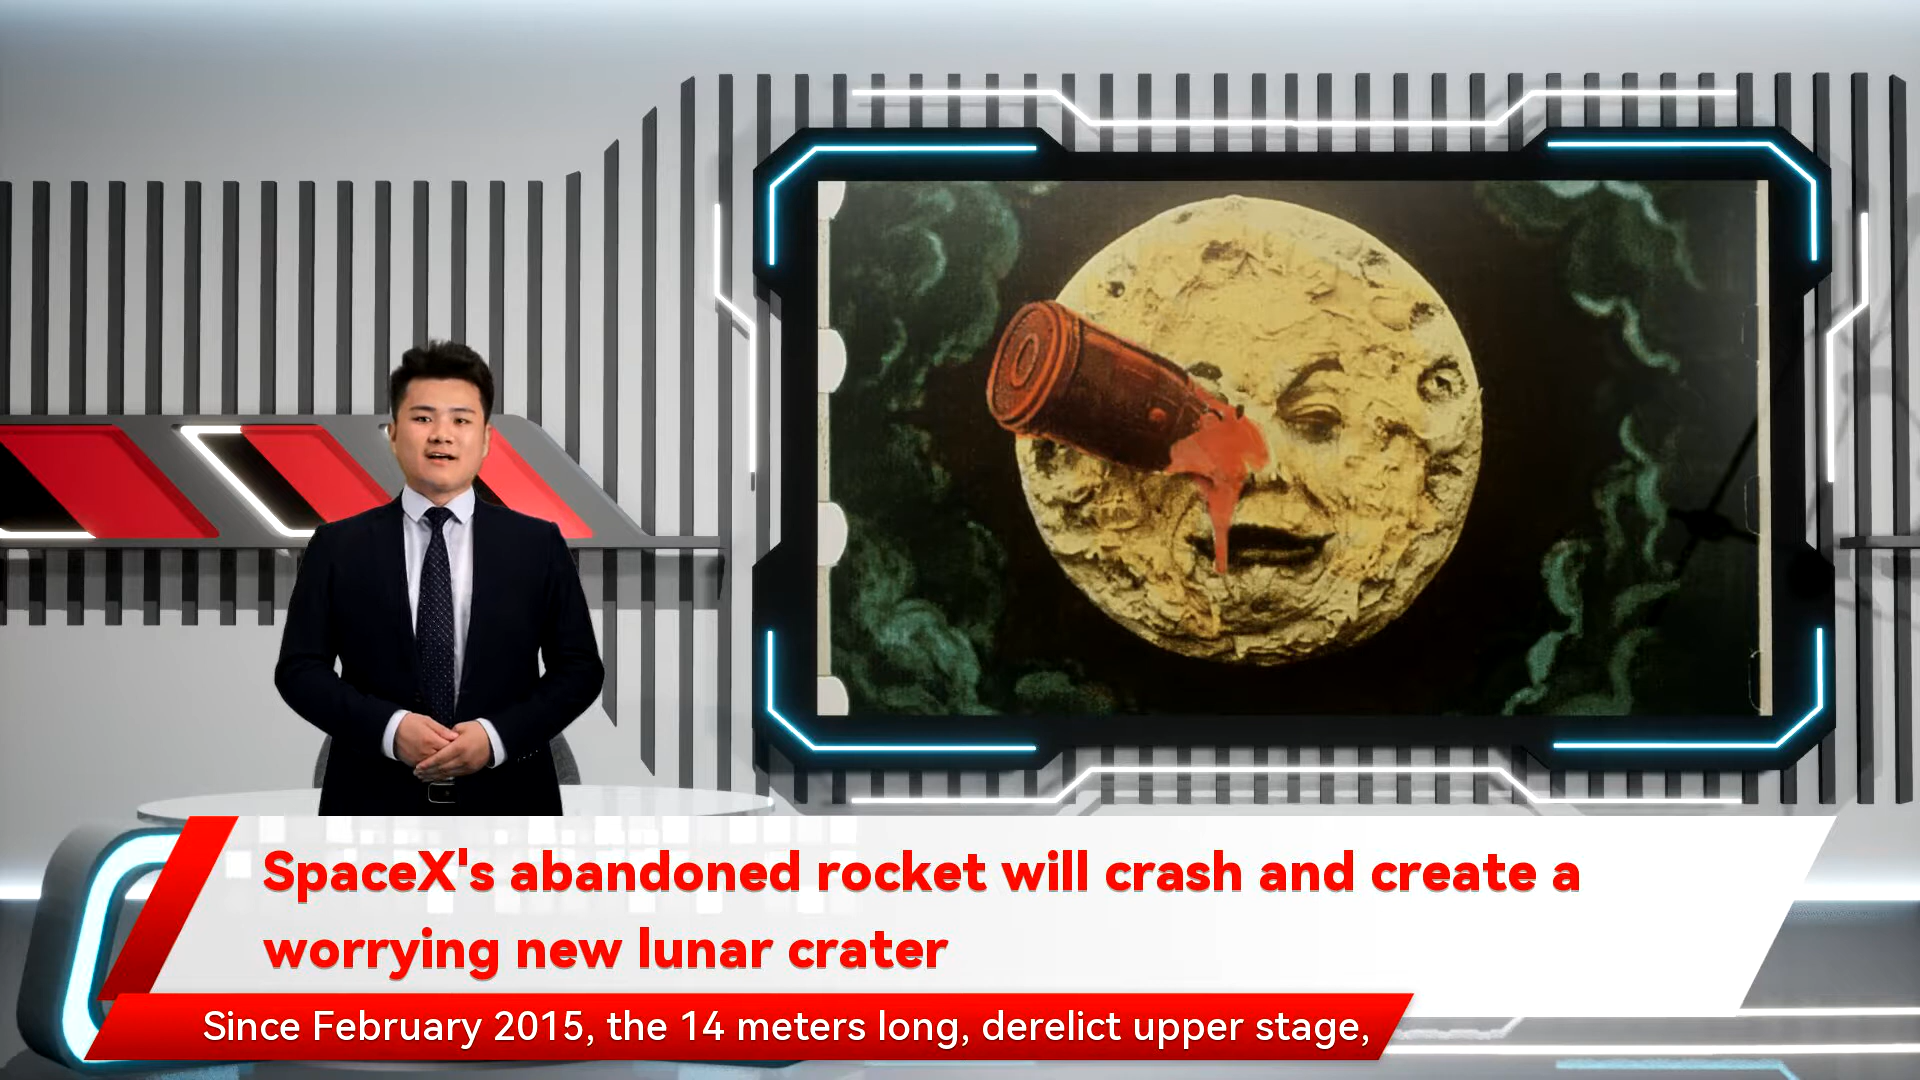 SpaceX's abandoned rocket will crash and create a
worrying new lunar crater
Since February 2015, the 14 meters long, derelict upper stage,